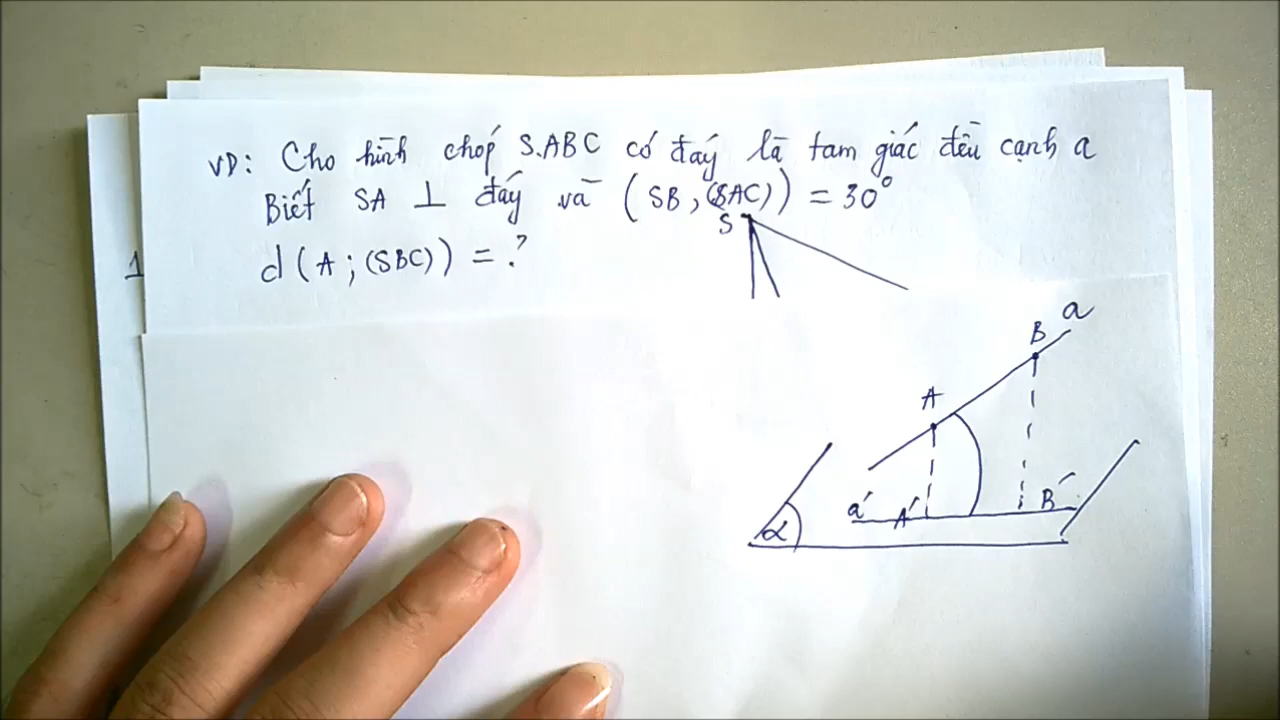 VD: Cho hình chóp S.ABC có đáy là tam giác đều cạnh a
Biết SA ⊥ đáy và (SB, (SAC)) = 30°
d(A; (SBC)) = ?
S
1
a
B
A
a'
A'
B'
α